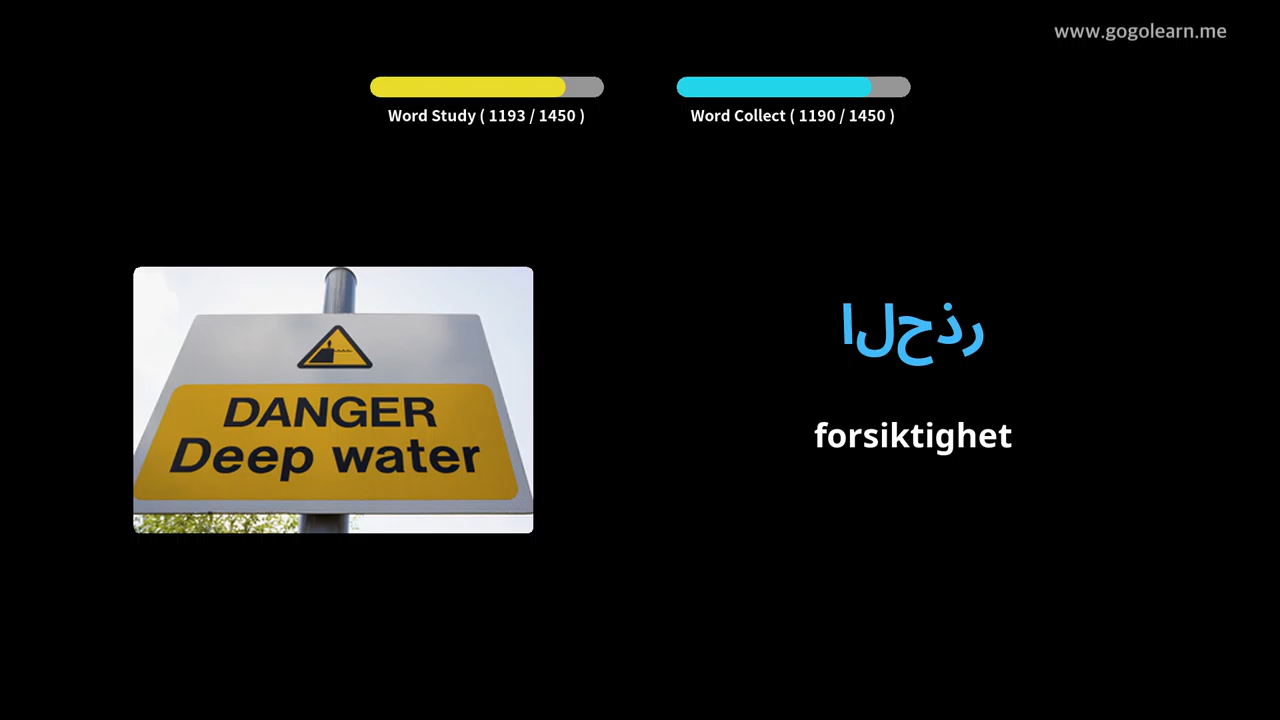 www.gogolearn.me
Word Study ( 1193 / 1450 )
Word Collect ( 1190 / 1450 )
DANGER
Deep water
الحذر
forsiktighet